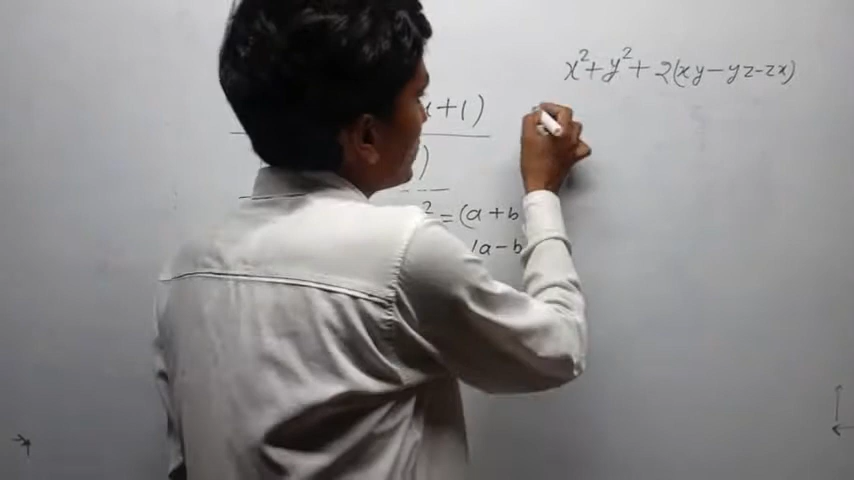 x²+y²+2(xy-yz-zx)
+1)
)
²=(a+b
(a-b